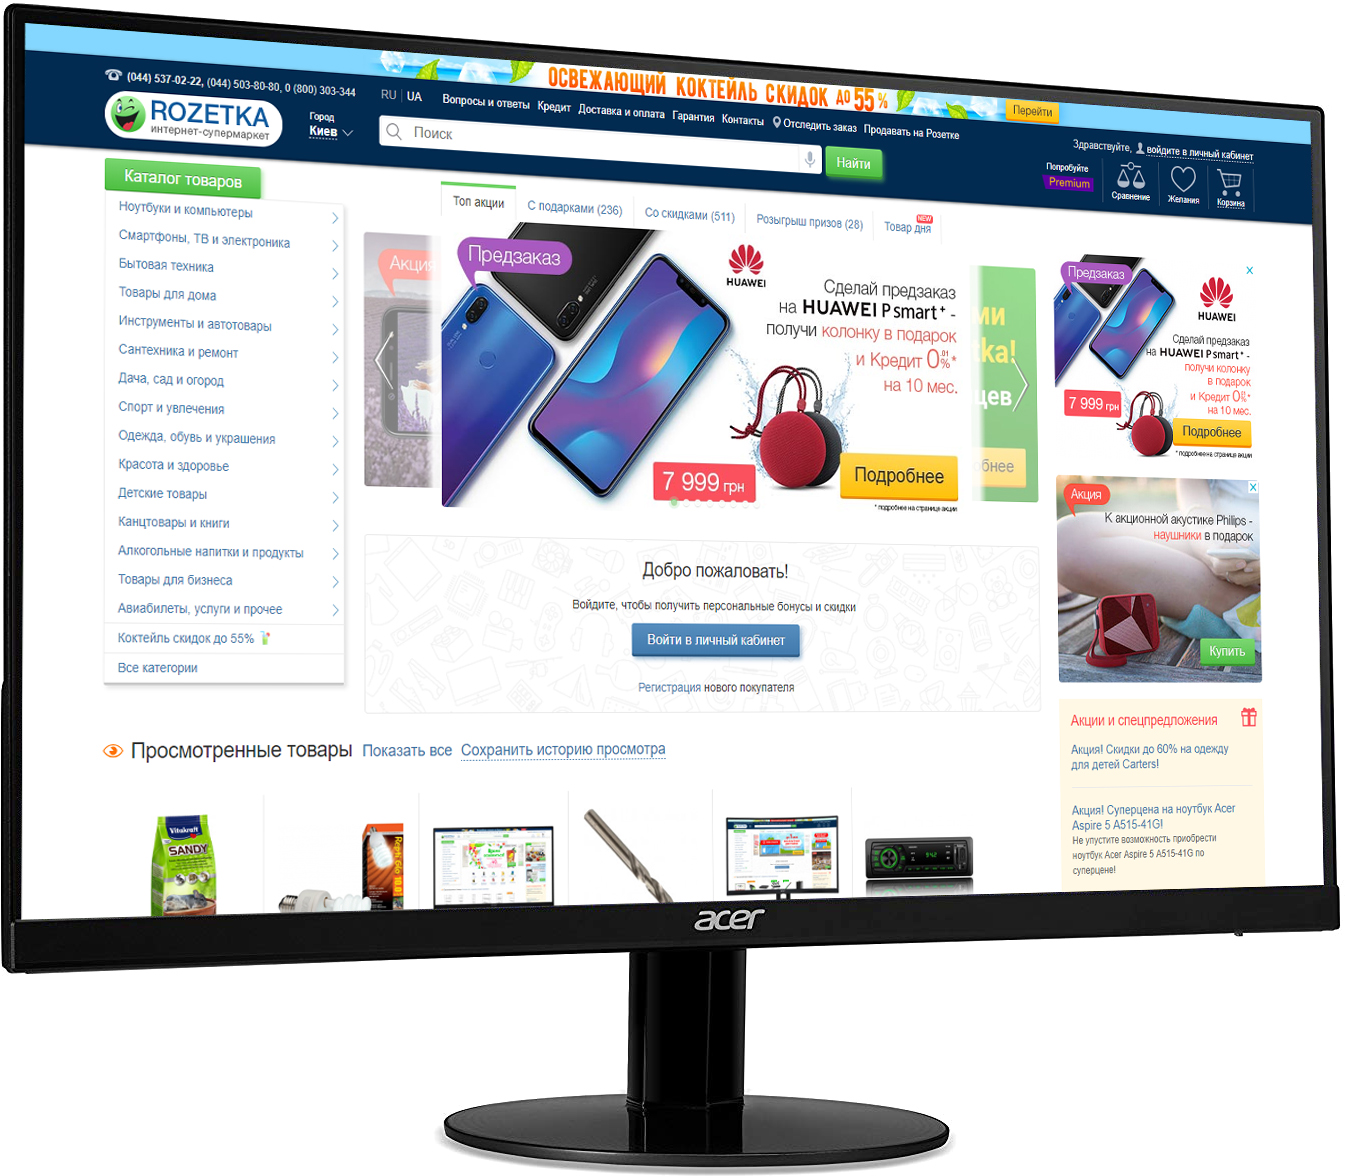 ОСВЕЖАЮЩИЙ КОКТЕЙЛЬ СКИДОК ДО 55 %
Перейти
(044) 537-02-22, (044) 503-80-80, 0 (800) 303-344
RU UA
Вопросы и ответы Кредит Доставка и оплата Гарантия Контакты Отследить заказ Продавать на Розетке
ROZETKA
интернет-супермаркет
Город
Киев
Поиск
Найти
Здравствуйте, войдите в личный кабинет
Попробуйте
Premium
Сравнение
Желания
Корзина
Каталог товаров
Ноутбуки и компьютеры
Смартфоны, ТВ и электроника
Бытовая техника
Товары для дома
Инструменты и автотовары
Сантехника и ремонт
Дача, сад и огород
Спорт и увлечения
Одежда, обувь и украшения
Красота и здоровье
Детские товары
Канцтовары и книги
Алкогольные напитки и продукты
Товары для бизнеса
Авиабилеты, услуги и прочее
Коктейль скидок до 55%
Все категории
Топ акции
С подарками (236)
Со скидками (511)
Розыгрыш призов (28)
Товар дня
NEW
Акция
Предзаказ
HUAWEI
Сделай предзаказ
на HUAWEI P smart+ -
получи колонку в подарок
и Кредит 0,01%*
на 10 мес.
7 999 грн
Подробнее
* подробнее на странице акции
ми
tka!
цев
бнее
Предзаказ
HUAWEI
Сделай предзаказ
на HUAWEI P smart+ -
получи колонку
в подарок
и Кредит 0,01%*
на 10 мес.
7 999 грн
Подробнее
* подробнее на странице акции
Акция
К акционной акустике Philips -
наушники в подарок
Купить
Добро пожаловать!
Войдите, чтобы получить персональные бонусы и скидки
Войти в личный кабинет
Регистрация нового покупателя
Акции и спецпредложения
Акция! Скидки до 60% на одежду
для детей Carters!
Акция! Суперцена на ноутбук Acer
Aspire 5 A515-41G!
Не упустите возможность приобрести
ноутбук Acer Aspire 5 A515-41G по
суперцене!
Просмотренные товары Показать все Сохранить историю просмотра
Vitakraft
SANDY
acer